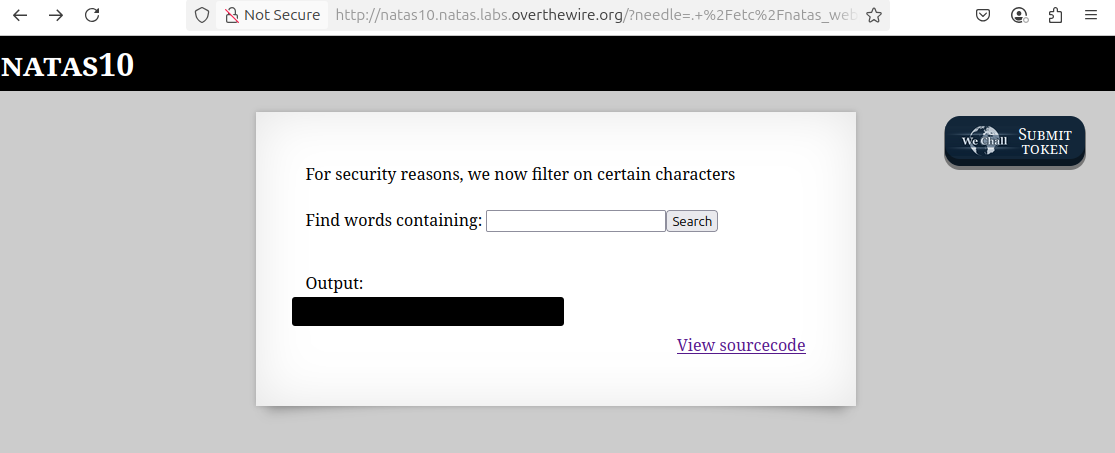 Not Secure http://natas10.natas.labs.overthewire.org/?needle=.+%2Fetc%2Fnatas_web
NATAS10
We Chall SUBMIT
TOKEN
For security reasons, we now filter on certain characters
Find words containing: Search
Output:
View sourcecode